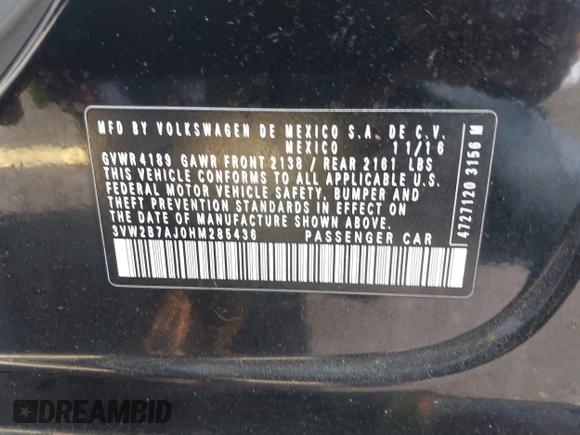 MFD BY VOLKSWAGEN DE MEXICO S.A. DE C.V.
MEXICO 11/16
GVWR 4189 GAWR FRONT 2138 / REAR 2161 LBS
THIS VEHICLE CONFORMS TO ALL APPLICABLE U.S.
FEDERAL MOTOR VEHICLE SAFETY, BUMPER AND
THEFT PREVENTION STANDARDS IN EFFECT ON
THE DATE OF MANUFACTURE SHOWN ABOVE.
3VW2B7AJ0HM285436 PASSENGER CAR
4727120 3156 M
DREAMBID